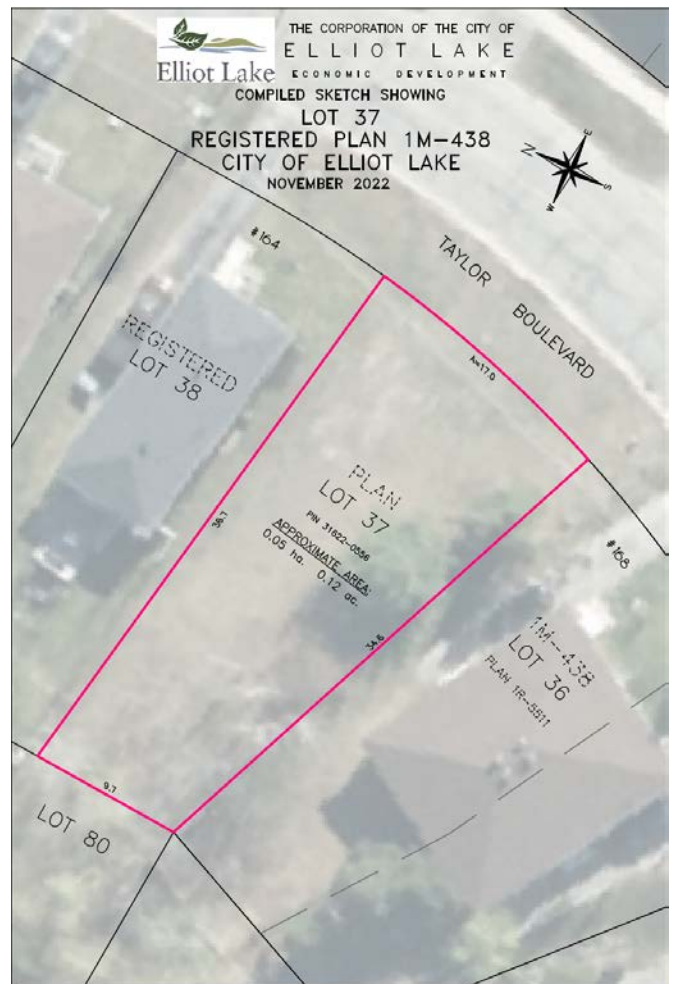 THE CORPORATION OF THE CITY OF
ELLIOT LAKE
ECONOMIC DEVELOPMENT
Elliot Lake
COMPILED SKETCH SHOWING
LOT 37
REGISTERED PLAN 1M-438
CITY OF ELLIOT LAKE
NOVEMBER 2022
N
E
S
W
#164
TAYLOR
BOULEVARD
REGISTERED
LOT 38
A=17.0
PLAN
LOT 37
PIN 31622-0556
APPROXIMATE AREA:
0.05 ha. 0.12 ac.
#168
34.6
1M-438
LOT 36
PLAN 1R-5511
9.7
LOT 80